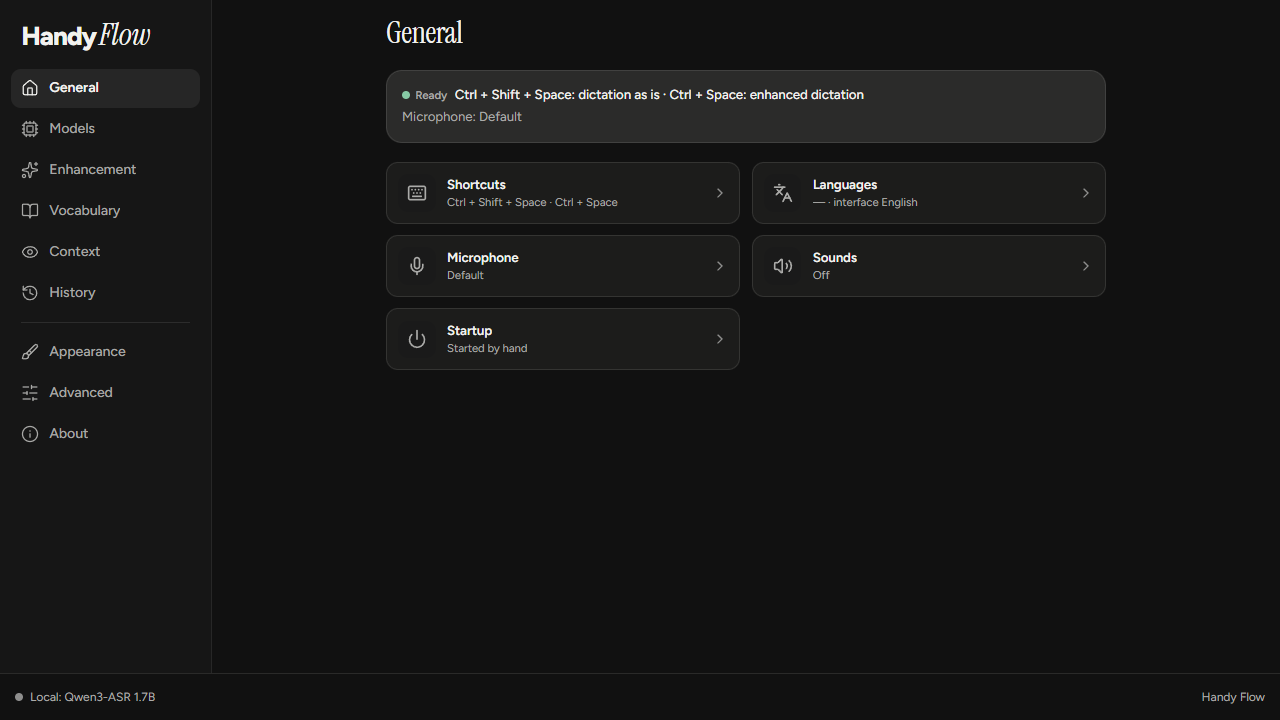 Handy Flow
General
Models
Enhancement
Vocabulary
Context
History
Appearance
Advanced
About
General
Ready Ctrl + Shift + Space: dictation as is · Ctrl + Space: enhanced dictation
Microphone: Default
Shortcuts
Ctrl + Shift + Space · Ctrl + Space
Languages
— · interface English
Microphone
Default
Sounds
Off
Startup
Started by hand
Local: Qwen3-ASR 1.7B
Handy Flow